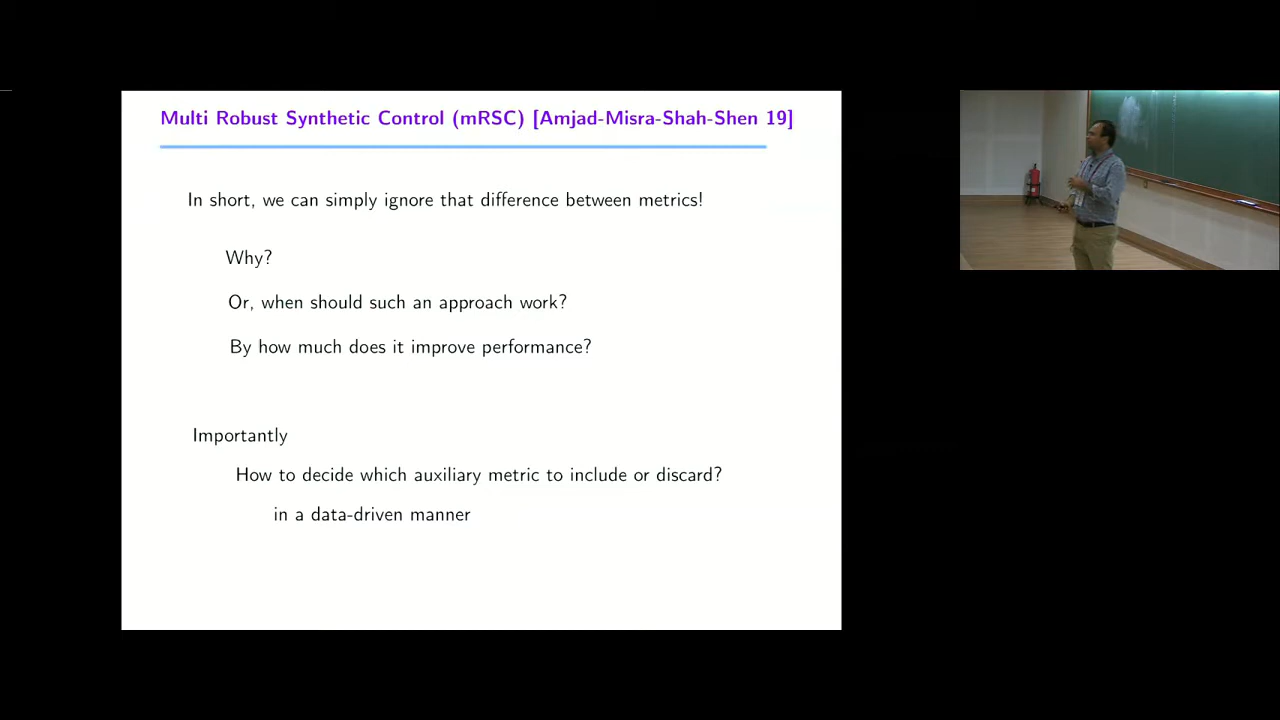 Multi Robust Synthetic Control (mRSC) [Amjad-Misra-Shah-Shen 19]
In short, we can simply ignore that difference between metrics!
Why?
Or, when should such an approach work?
By how much does it improve performance?
Importantly
How to decide which auxiliary metric to include or discard?
in a data-driven manner